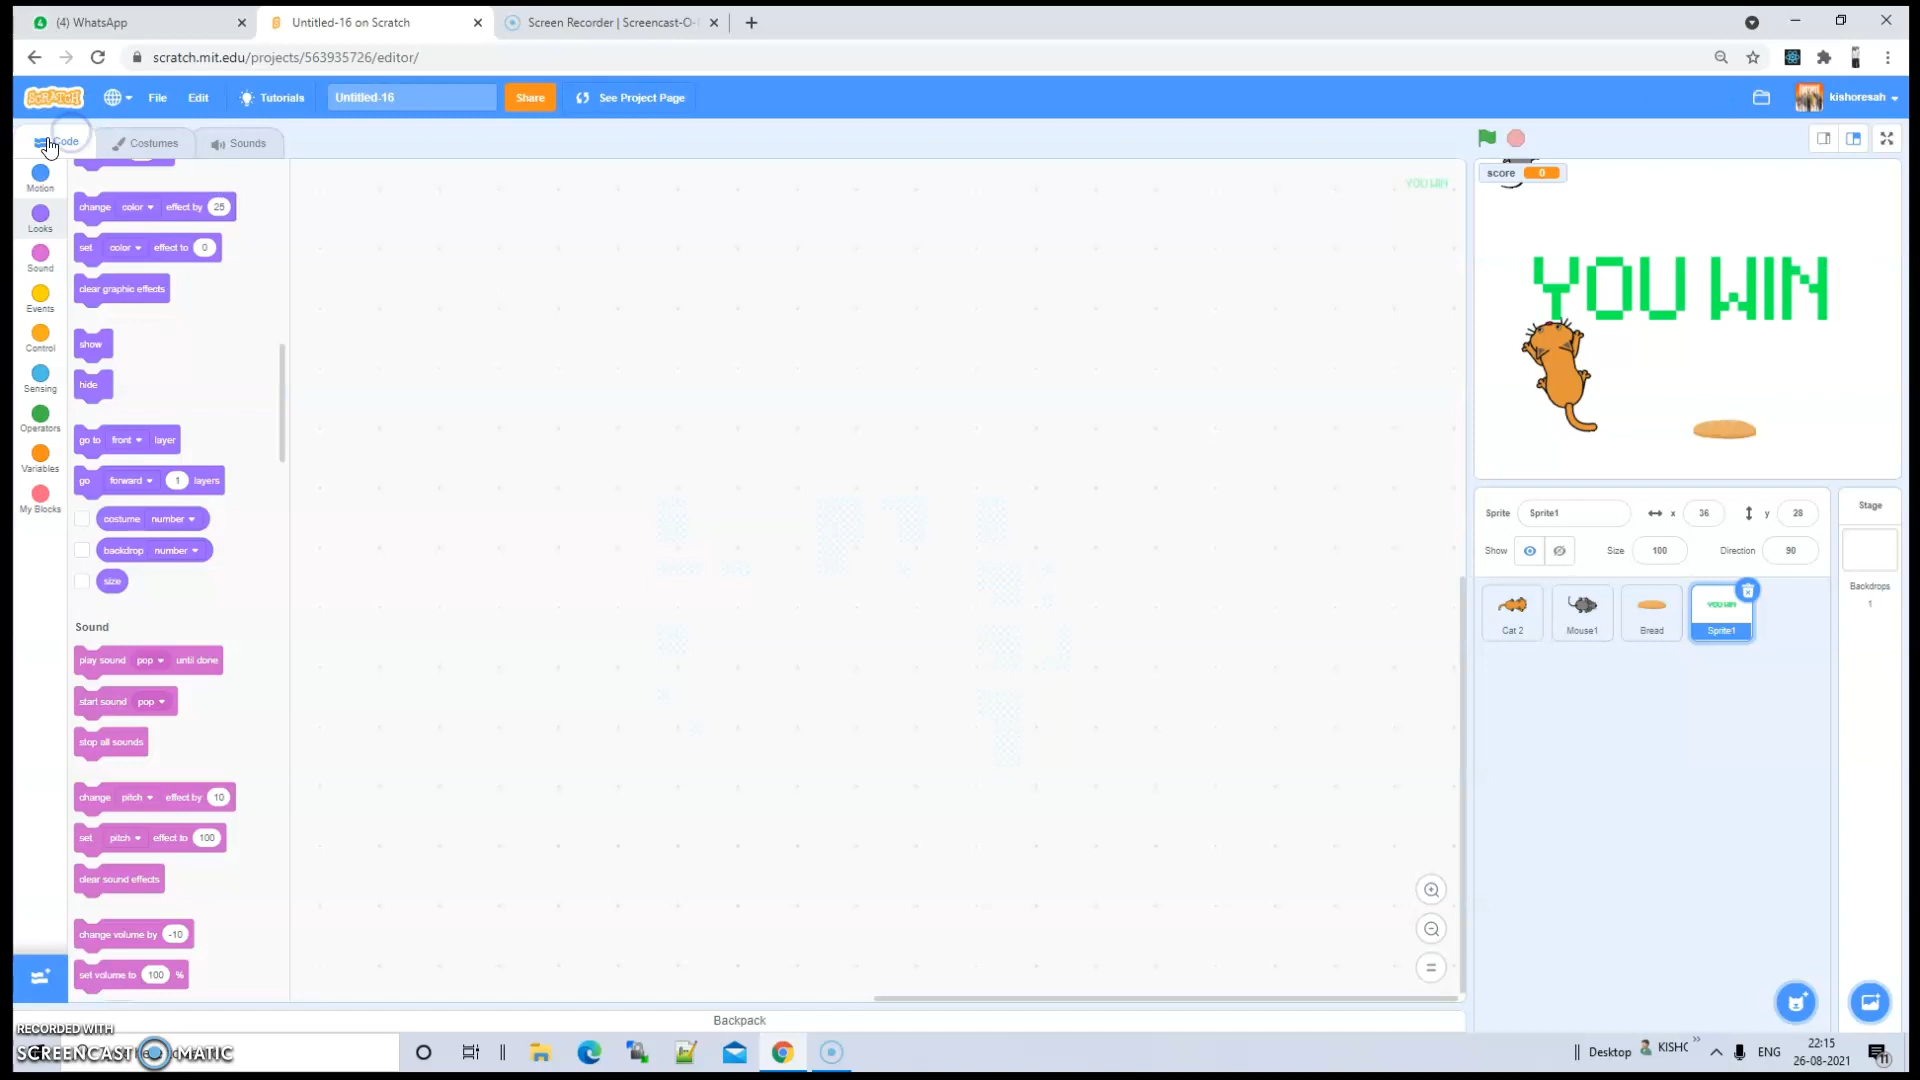 (4) WhatsApp
Untitled-16 on Scratch
Screen Recorder | Screencast-O-
scratch.mit.edu/projects/563935726/editor/
SCRATCH
File
Edit
Tutorials
Untitled-16
Share
See Project Page
kishoresah
Code
Costumes
Sounds
Motion
Looks
Sound
Events
Control
Sensing
Operators
Variables
My Blocks
change color effect by 25
set color effect to 0
clear graphic effects
show
hide
go to front layer
go forward 1 layers
costume number
backdrop number
size
Sound
play sound pop until done
start sound pop
stop all sounds
change pitch effect by 10
set pitch effect to 100
clear sound effects
change volume by -10
set volume to 100 %
YOU WIN
score 0
YOU WIN
Sprite Sprite1 x 36 y 28
Show Size 100 Direction 90
Cat 2
Mouse1
Bread
YOU WIN
Sprite1
Stage
Backdrops
1
Backpack
RECORDED WITH
SCREENCAST MATIC
Desktop
KISHC
ENG
22:15
26-08-2021
11